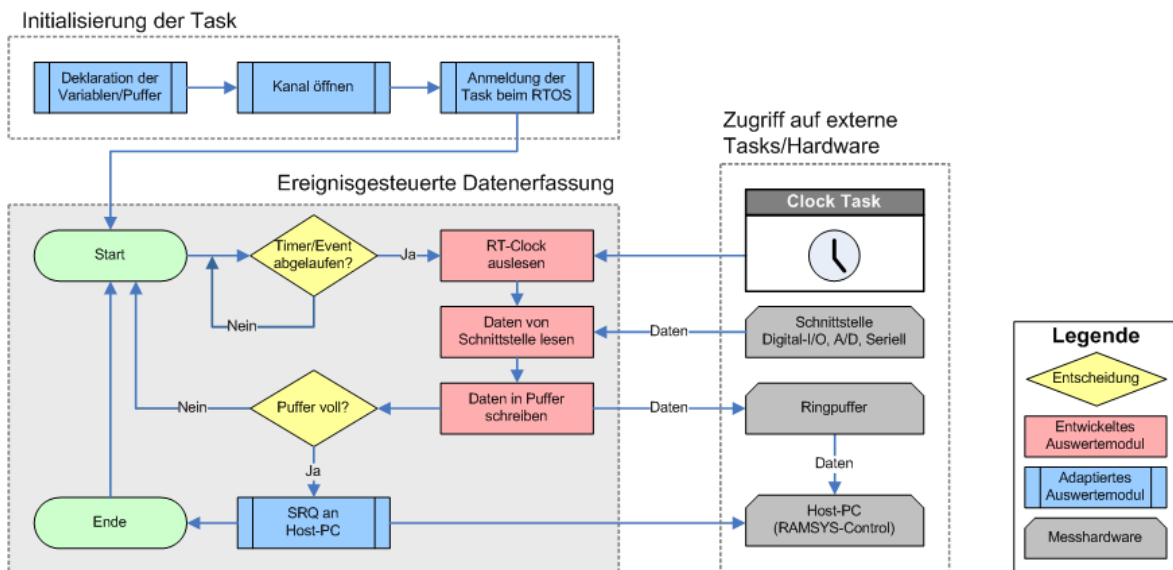 Initialisierung der Task
Deklaration der
Variablen/Puffer
Kanal öffnen
Anmeldung der
Task beim RTOS
Zugriff auf externe
Tasks/Hardware
Ereignisgesteuerte Datenerfassung
Clock Task
Start
Timer/Event
abgelaufen?
Ja
RT-Clock
auslesen
Nein
Daten von
Schnittstelle lesen
Daten
Schnittstelle
Digital-I/O, A/D, Seriell
Nein
Puffer voll?
Daten in Puffer
schreiben
Daten
Ringpuffer
Ja
Daten
Ende
SRQ an
Host-PC
Host-PC
(RAMSYS-Control)
Legende
Entscheidung
Entwickeltes
Auswertemodul
Adaptiertes
Auswertemodul
Messhardware